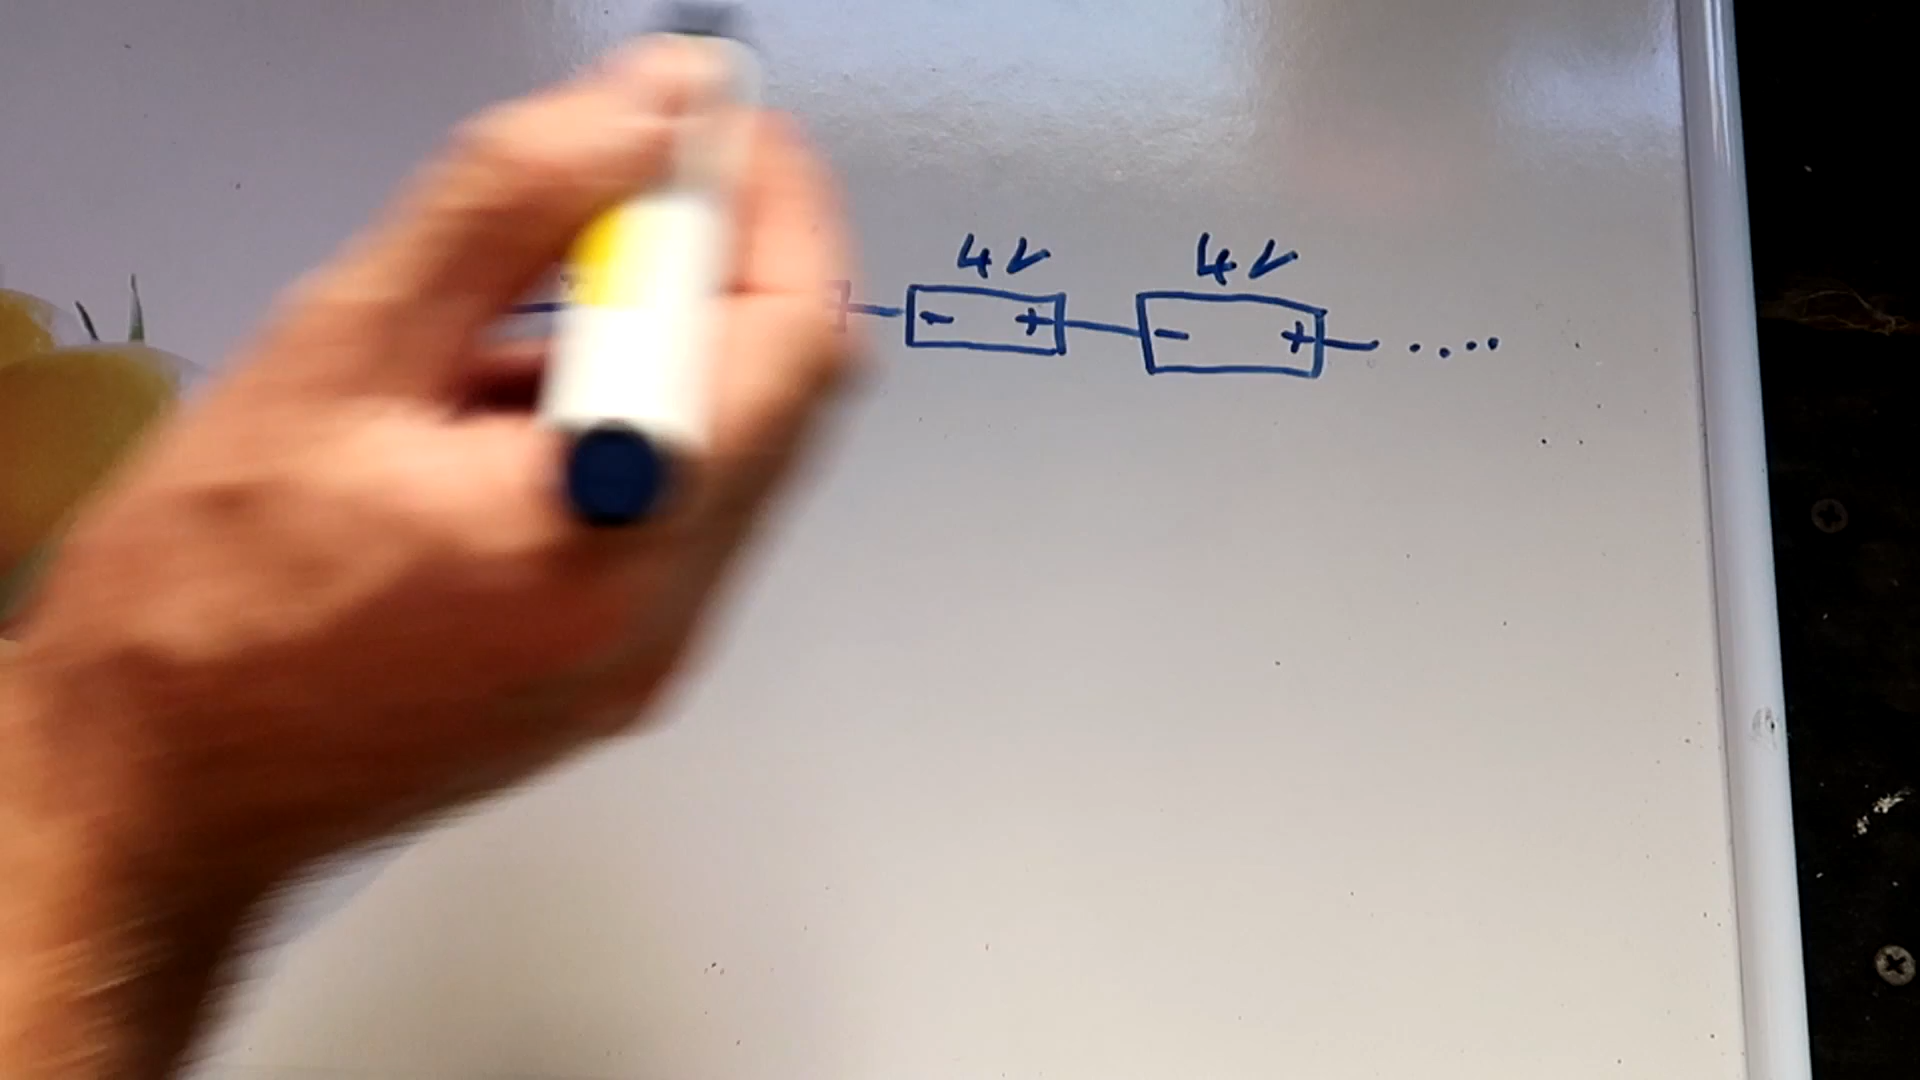 4V 4V
- + - + ....